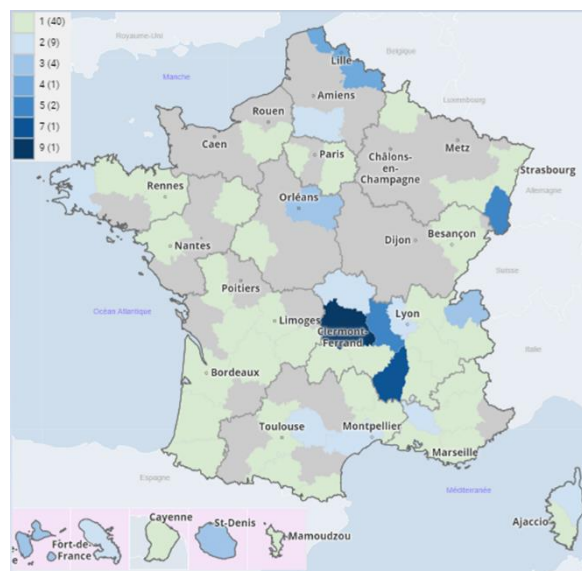 1 (40)
2 (9)
3 (4)
4 (1)
5 (2)
7 (1)
9 (1)
Royaume-Uni
Belgique
Lille
Manche
Luxembourg
Amiens
Rouen
Caen
Paris
Châlons-
en-
Champagne
Metz
Strasbourg
Allemagne
Rennes
Orléans
Besançon
Dijon
Nantes
Suisse
Poitiers
Océan Atlantique
Limoges
Clermont-
Ferrand
Lyon
Italie
Bordeaux
Toulouse
Montpellier
Marseille
Espagne
Méditerranée
Ajaccio
Cayenne
St-Denis
Fort-de-
France
Mamoudzou